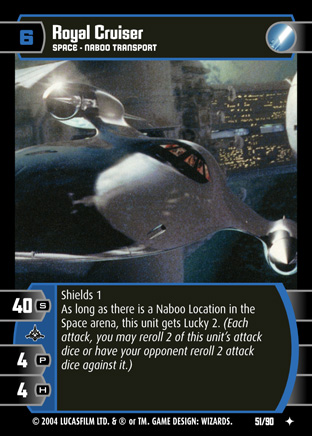 6
Royal Cruiser
SPACE - NABOO TRANSPORT
40 S
4 P
4 H
Shields 1
As long as there is a Naboo Location in the
Space arena, this unit gets Lucky 2. (Each
attack, you may reroll 2 of this unit's attack
dice or have your opponent reroll 2 attack
dice against it.)
© 2004 LUCASFILM LTD. & ® or TM. GAME DESIGN: WIZARDS. 51/90